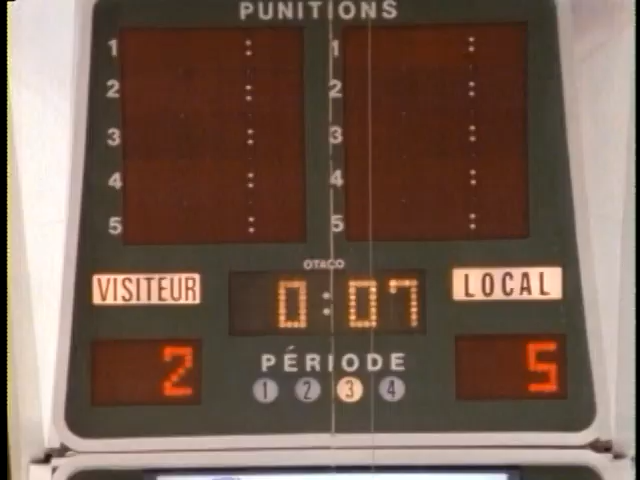 PUNITIONS
1 : 1 :
2 : 2 :
3 : 3 :
4 : 4 :
5 : 5 :
OTACO
VISITEUR 0:07 LOCAL
2 PÉRIODE 5
1 2 3 4